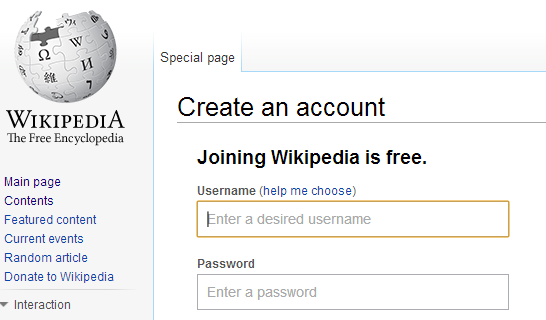 WIKIPEDIA
The Free Encyclopedia
Main page
Contents
Featured content
Current events
Random article
Donate to Wikipedia
Interaction
Special page
Create an account
Joining Wikipedia is free.
Username (help me choose)
Enter a desired username
Password
Enter a password